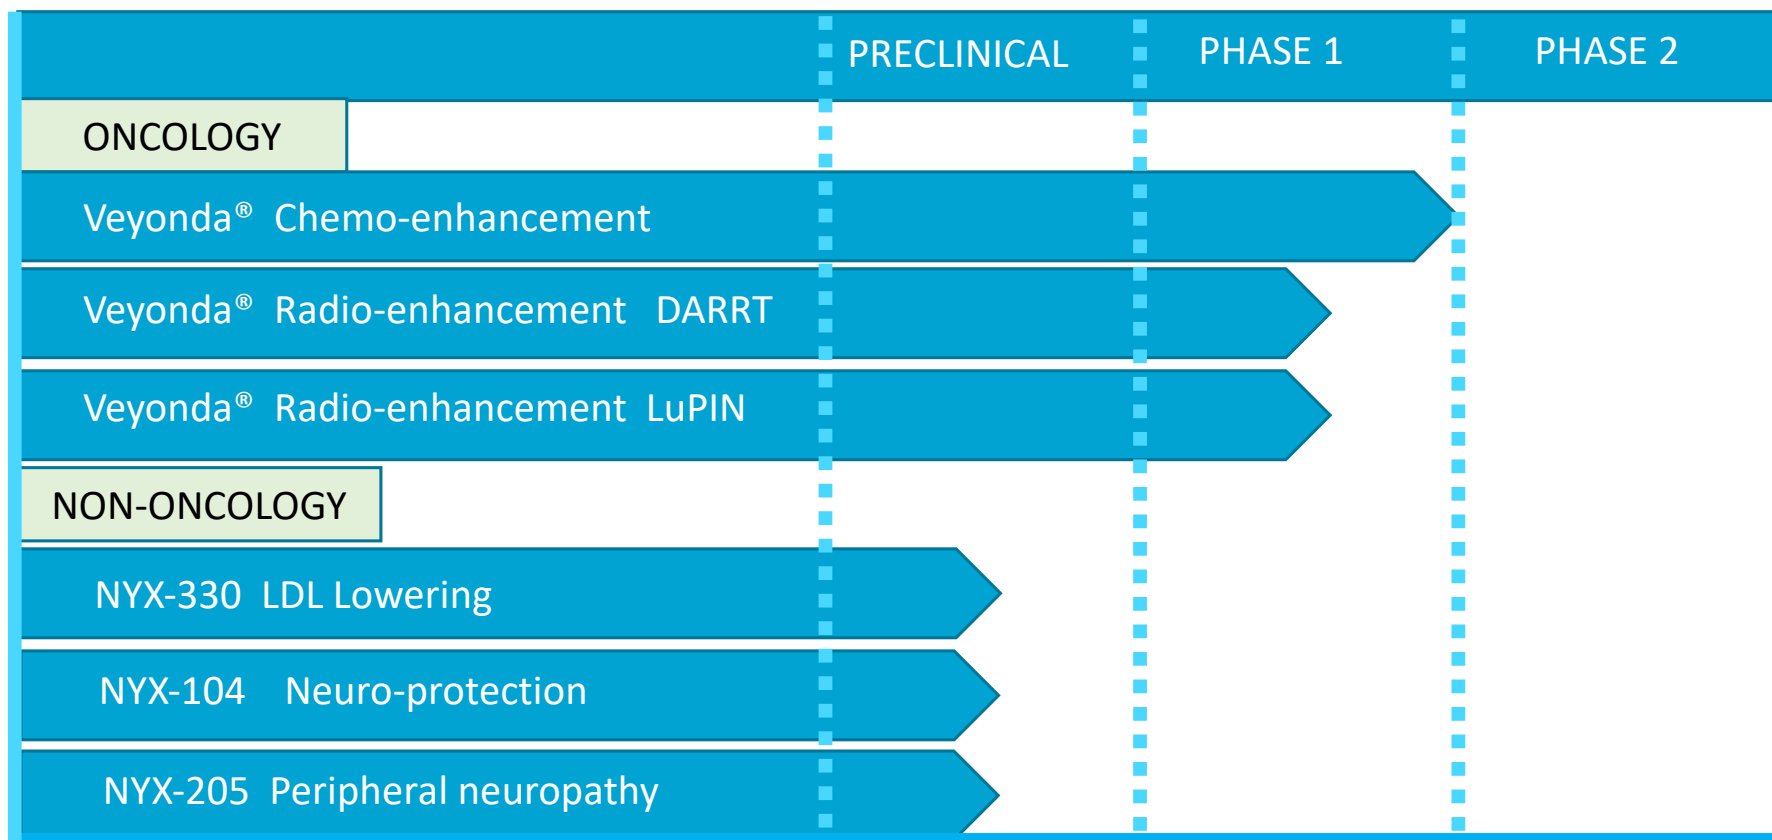 PRECLINICAL PHASE 1 PHASE 2
ONCOLOGY
Veyonda® Chemo-enhancement
Veyonda® Radio-enhancement DARRT
Veyonda® Radio-enhancement LuPIN
NON-ONCOLOGY
NYX-330 LDL Lowering
NYX-104 Neuro-protection
NYX-205 Peripheral neuropathy